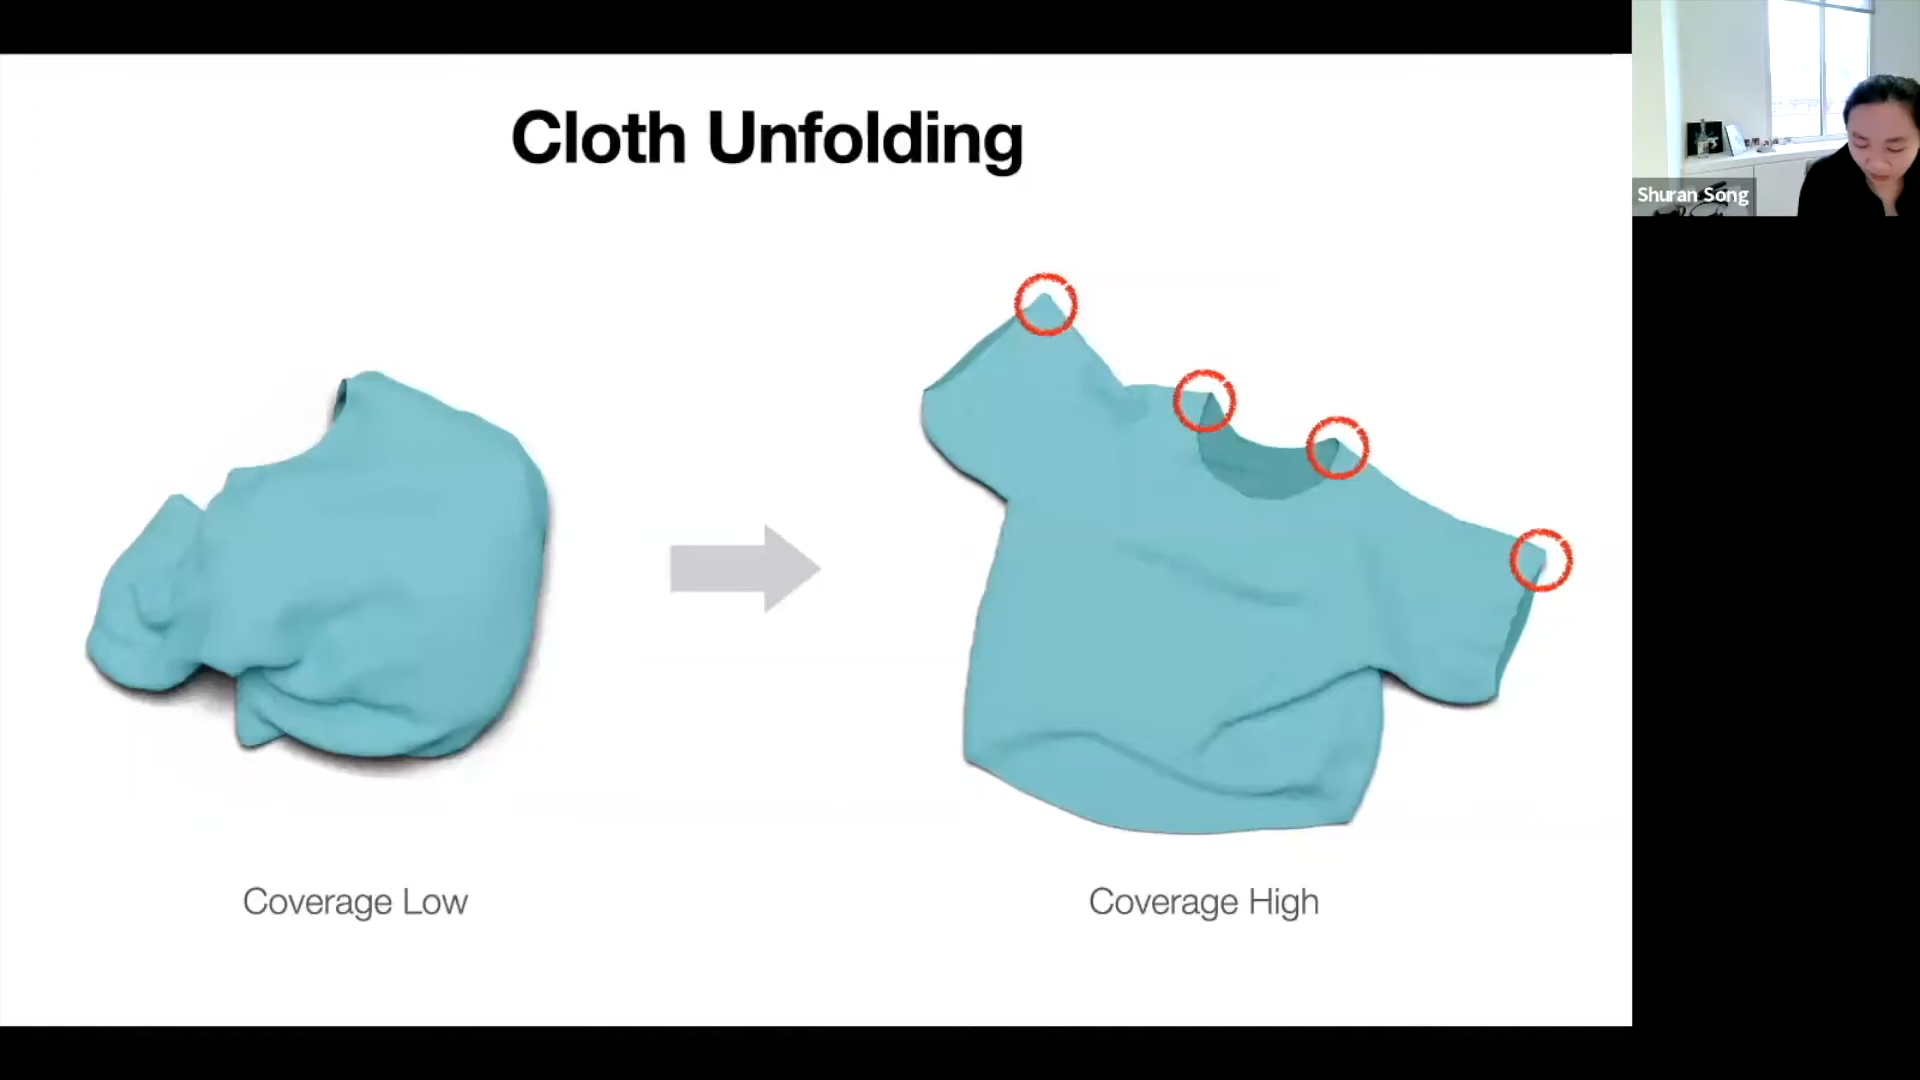 Cloth Unfolding
Shuran Song
Coverage Low
Coverage High